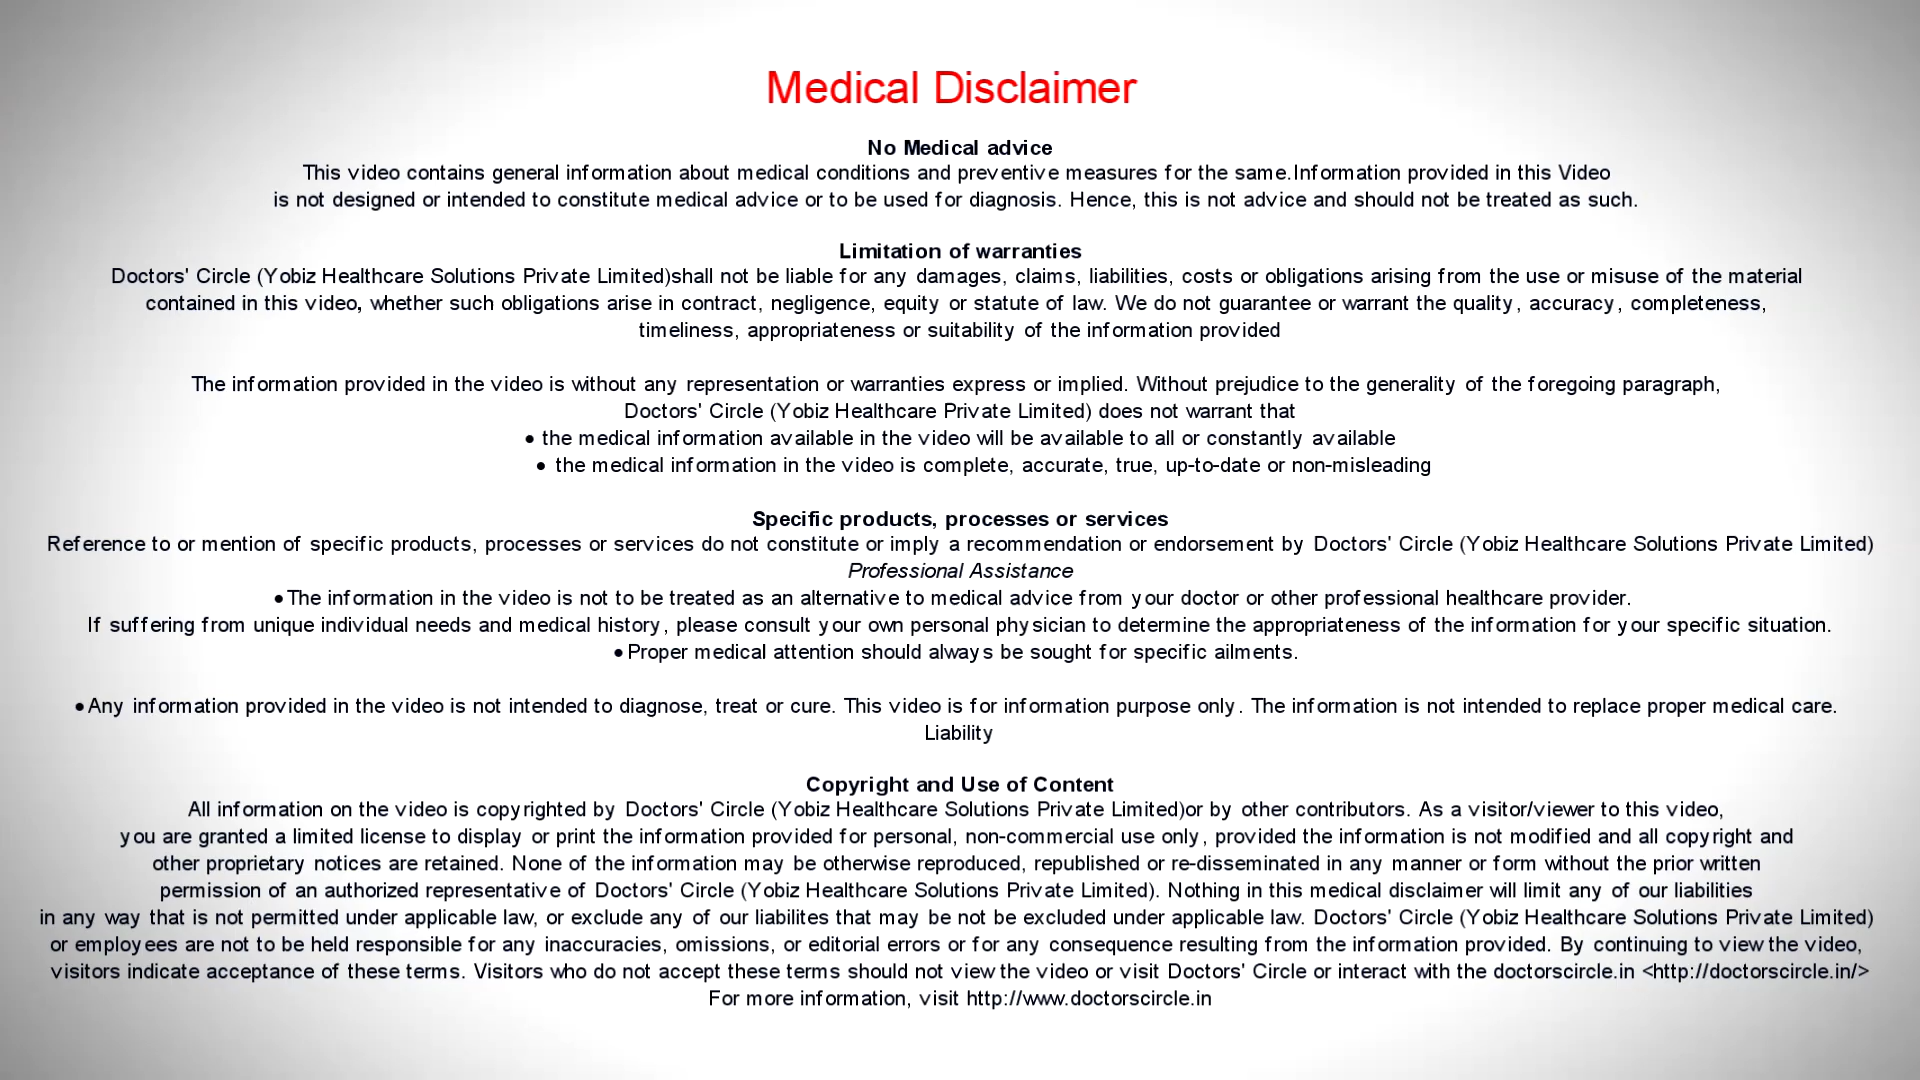 Medical Disclaimer
No Medical advice
This video contains general information about medical conditions and preventive measures for the same.Information provided in this Video
is not designed or intended to constitute medical advice or to be used for diagnosis. Hence, this is not advice and should not be treated as such.
Limitation of warranties
Doctors' Circle (Yobiz Healthcare Solutions Private Limited)shall not be liable for any damages, claims, liabilities, costs or obligations arising from the use or misuse of the material
contained in this video, whether such obligations arise in contract, negligence, equity or statute of law. We do not guarantee or warrant the quality, accuracy, completeness,
timeliness, appropriateness or suitability of the information provided
The information provided in the video is without any representation or warranties express or implied. Without prejudice to the generality of the foregoing paragraph,
Doctors' Circle (Yobiz Healthcare Private Limited) does not warrant that
• the medical information available in the video will be available to all or constantly available
• the medical information in the video is complete, accurate, true, up-to-date or non-misleading
Specific products, processes or services
Reference to or mention of specific products, processes or services do not constitute or imply a recommendation or endorsement by Doctors' Circle (Yobiz Healthcare Solutions Private Limited)
Professional Assistance
•The information in the video is not to be treated as an alternative to medical advice from your doctor or other professional healthcare provider.
If suffering from unique individual needs and medical history, please consult your own personal physician to determine the appropriateness of the information for your specific situation.
•Proper medical attention should always be sought for specific ailments.
•Any information provided in the video is not intended to diagnose, treat or cure. This video is for information purpose only. The information is not intended to replace proper medical care.
Liability
Copyright and Use of Content
All information on the video is copyrighted by Doctors' Circle (Yobiz Healthcare Solutions Private Limited)or by other contributors. As a visitor/viewer to this video,
you are granted a limited license to display or print the information provided for personal, non-commercial use only, provided the information is not modified and all copyright and
other proprietary notices are retained. None of the information may be otherwise reproduced, republished or re-disseminated in any manner or form without the prior written
permission of an authorized representative of Doctors' Circle (Yobiz Healthcare Solutions Private Limited). Nothing in this medical disclaimer will limit any of our liabilities
in any way that is not permitted under applicable law, or exclude any of our liabilites that may be not be excluded under applicable law. Doctors' Circle (Yobiz Healthcare Solutions Private Limited)
or employees are not to be held responsible for any inaccuracies, omissions, or editorial errors or for any consequence resulting from the information provided. By continuing to view the video,
visitors indicate acceptance of these terms. Visitors who do not accept these terms should not view the video or visit Doctors' Circle or interact with the doctorscircle.in <http://doctorscircle.in/>
For more information, visit http://www.doctorscircle.in